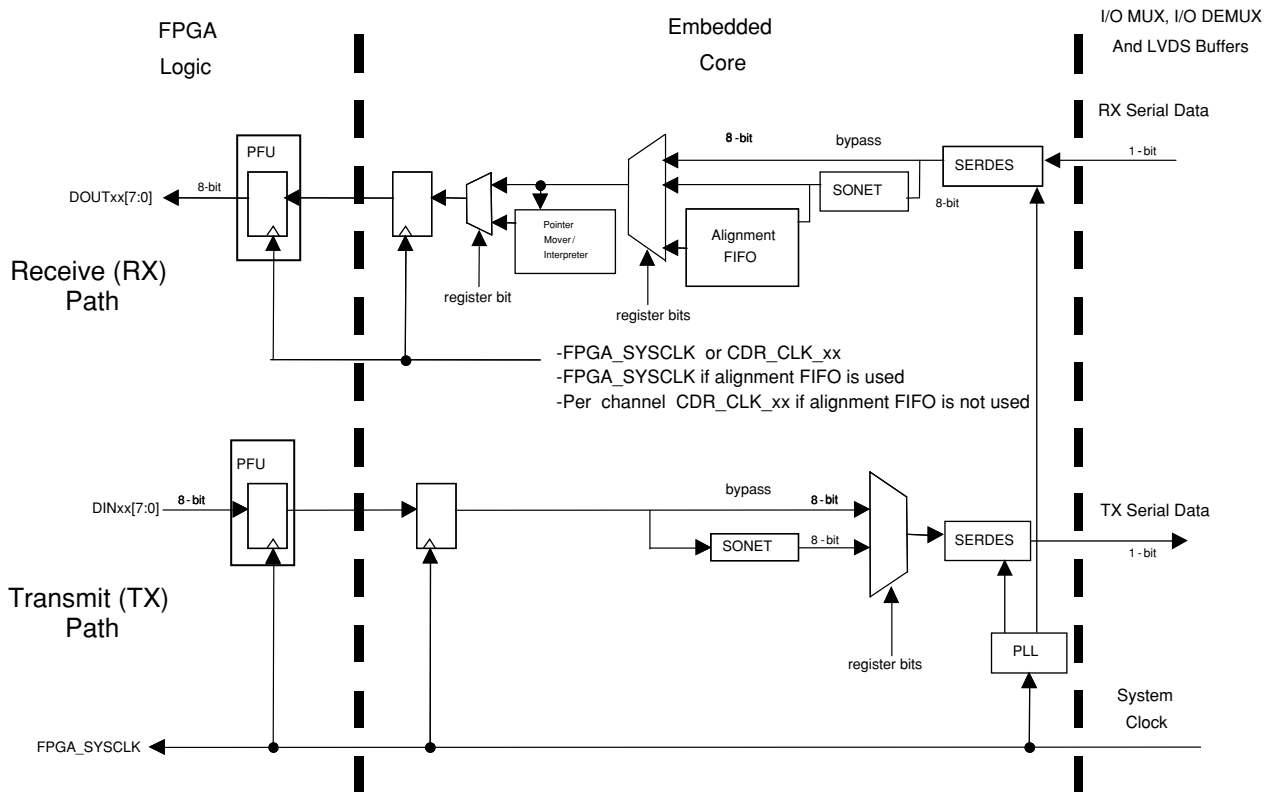 FPGA
Logic
Embedded
Core
I/O MUX, I/O DEMUX
And LVDS Buffers
RX Serial Data
PFU
8-bit
DOUTxx[7:0]
8-bit
bypass
SERDES
1-bit
SONET
8-bit
Pointer
Mover/
Interpreter
Alignment
FIFO
Receive (RX)
Path
register bit
register bits
-FPGA_SYSCLK or CDR_CLK_xx
-FPGA_SYSCLK if alignment FIFO is used
-Per channel CDR_CLK_xx if alignment FIFO is not used
PFU
DINxx[7:0]
8-bit
bypass
8-bit
SONET
8-bit
SERDES
TX Serial Data
1-bit
Transmit (TX)
Path
register bits
PLL
System
Clock
FPGA_SYSCLK